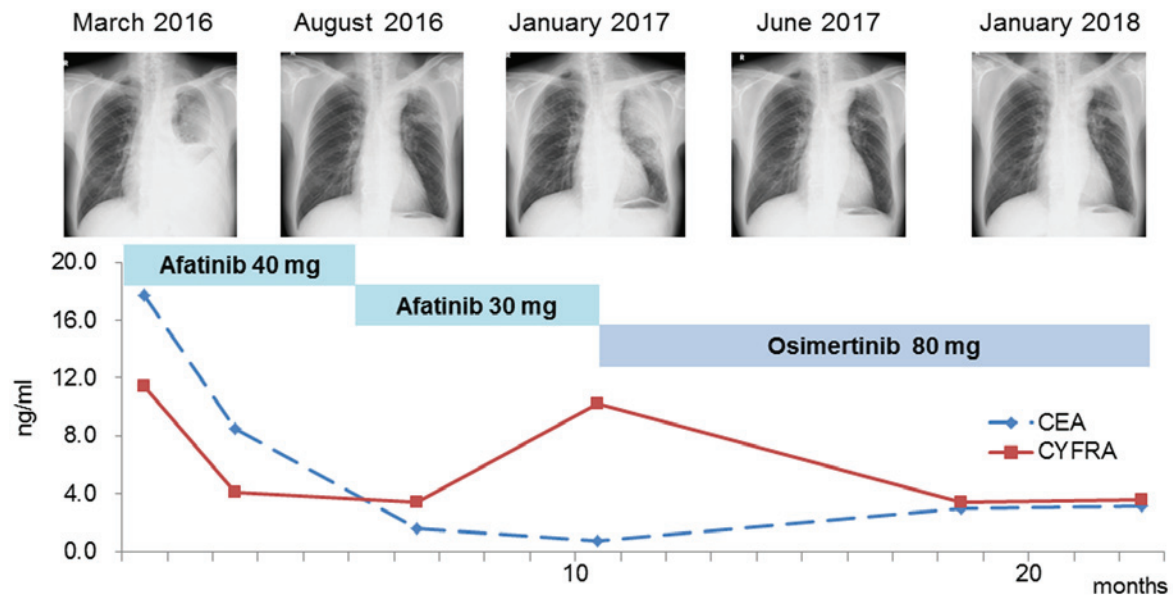 March 2016 August 2016 January 2017 June 2017 January 2018
R
20.0
Afatinib 40 mg
16.0
Afatinib 30 mg
Osimertinib 80 mg
12.0
ng/ml
8.0
CEA
CYFRA
4.0
0.0
10 20
months